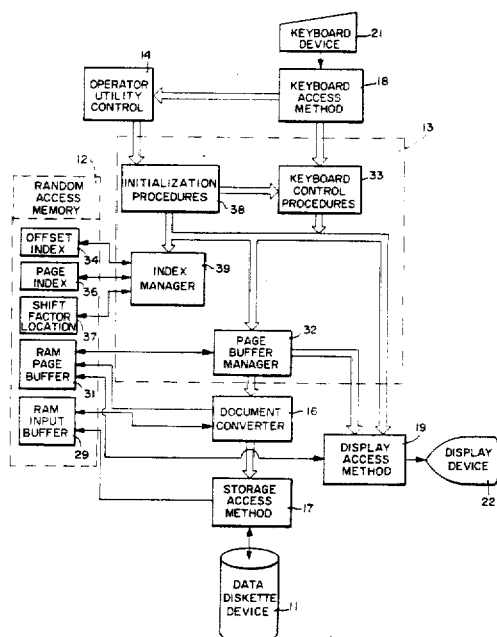 KEYBOARD
DEVICE
21
14
OPERATOR
UTILITY
CONTROL
KEYBOARD
ACCESS
METHOD
18
13
12
RANDOM
ACCESS
MEMORY
INITIALIZATION
PROCEDURES
38
KEYBOARD
CONTROL
PROCEDURES
33
OFFSET
INDEX
34
PAGE
INDEX
36
SHIFT
FACTOR
LOCATION
37
INDEX
MANAGER
39
RAM
PAGE
BUFFER
31
PAGE
BUFFER
MANAGER
32
RAM
INPUT
BUFFER
29
DOCUMENT
CONVERTER
16
DISPLAY
ACCESS
METHOD
19
DISPLAY
DEVICE
22
STORAGE
ACCESS
METHOD
17
DATA
DISKETTE
DEVICE
11